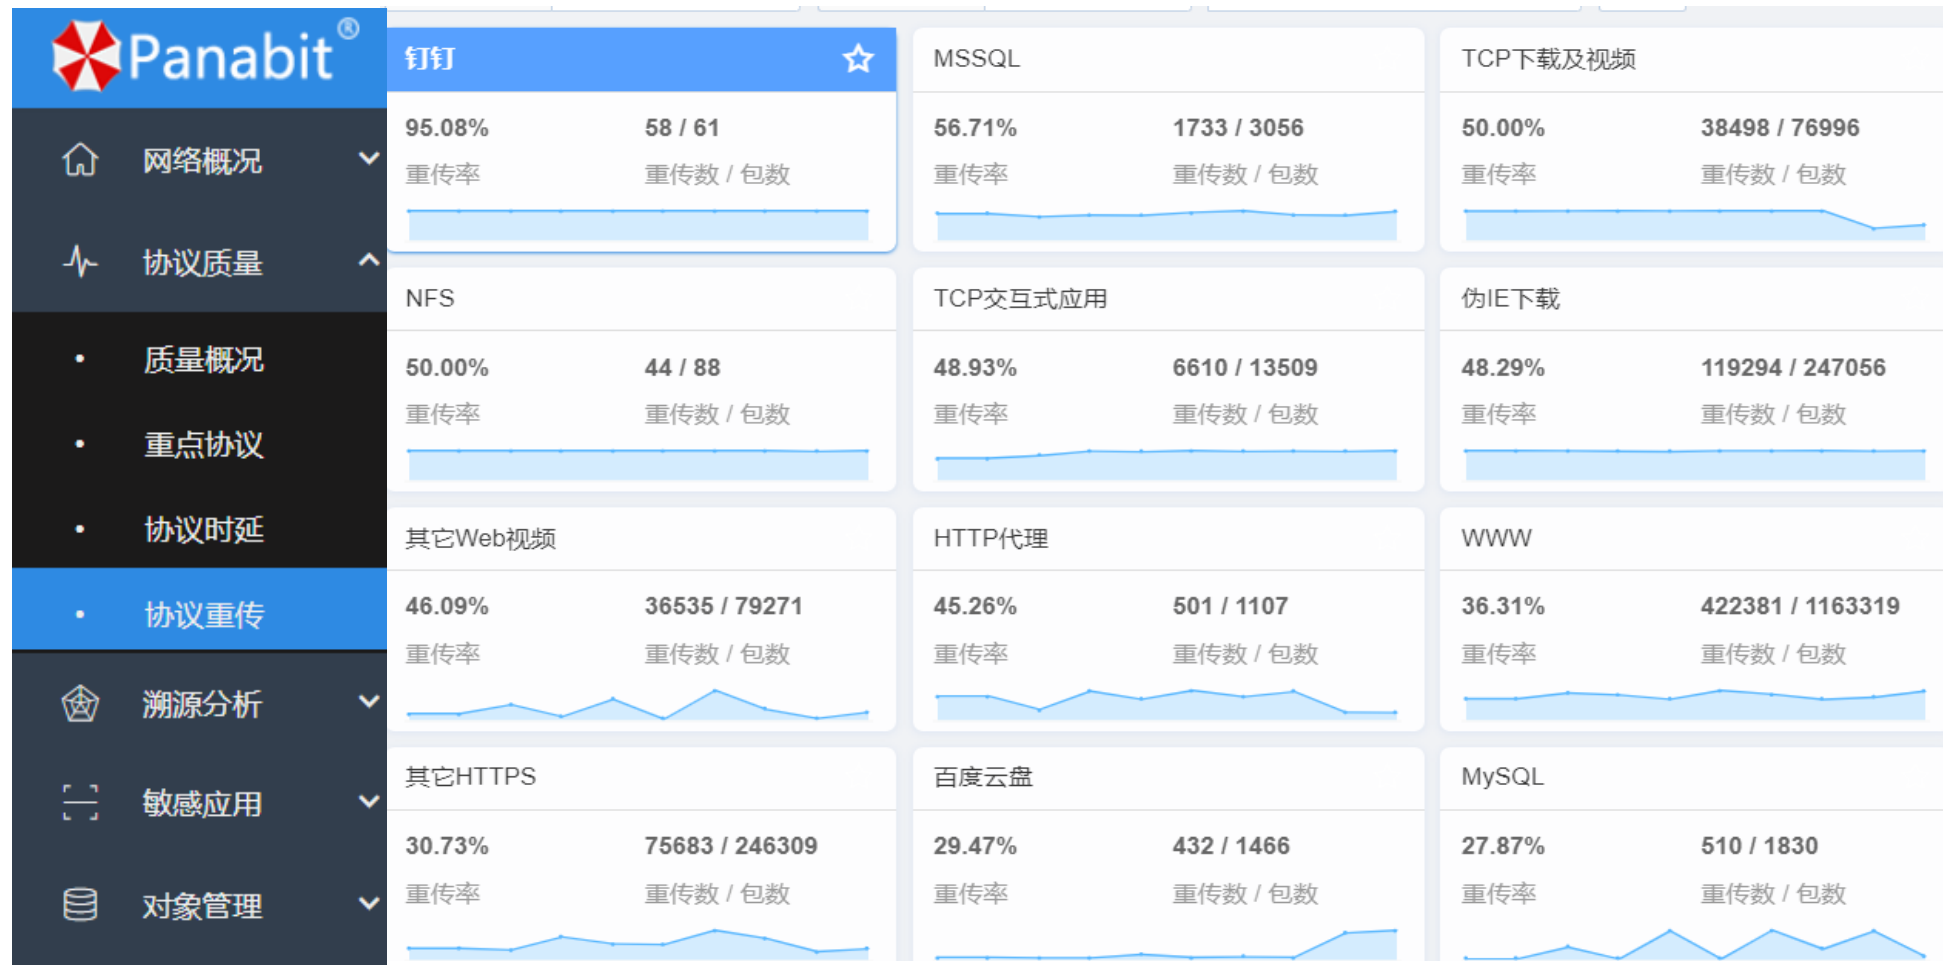 Panabit®
网络概况
协议质量
质量概况
重点协议
协议时延
协议重传
溯源分析
敏感应用
对象管理
钉钉
95.08% 58 / 61
重传率 重传数 / 包数
MSSQL
56.71% 1733 / 3056
重传率 重传数 / 包数
TCP下载及视频
50.00% 38498 / 76996
重传率 重传数 / 包数
NFS
50.00% 44 / 88
重传率 重传数 / 包数
TCP交互式应用
48.93% 6610 / 13509
重传率 重传数 / 包数
伪IE下载
48.29% 119294 / 247056
重传率 重传数 / 包数
其它Web视频
46.09% 36535 / 79271
重传率 重传数 / 包数
HTTP代理
45.26% 501 / 1107
重传率 重传数 / 包数
WWW
36.31% 422381 / 1163319
重传率 重传数 / 包数
其它HTTPS
30.73% 75683 / 246309
重传率 重传数 / 包数
百度云盘
29.47% 432 / 1466
重传率 重传数 / 包数
MySQL
27.87% 510 / 1830
重传率 重传数 / 包数